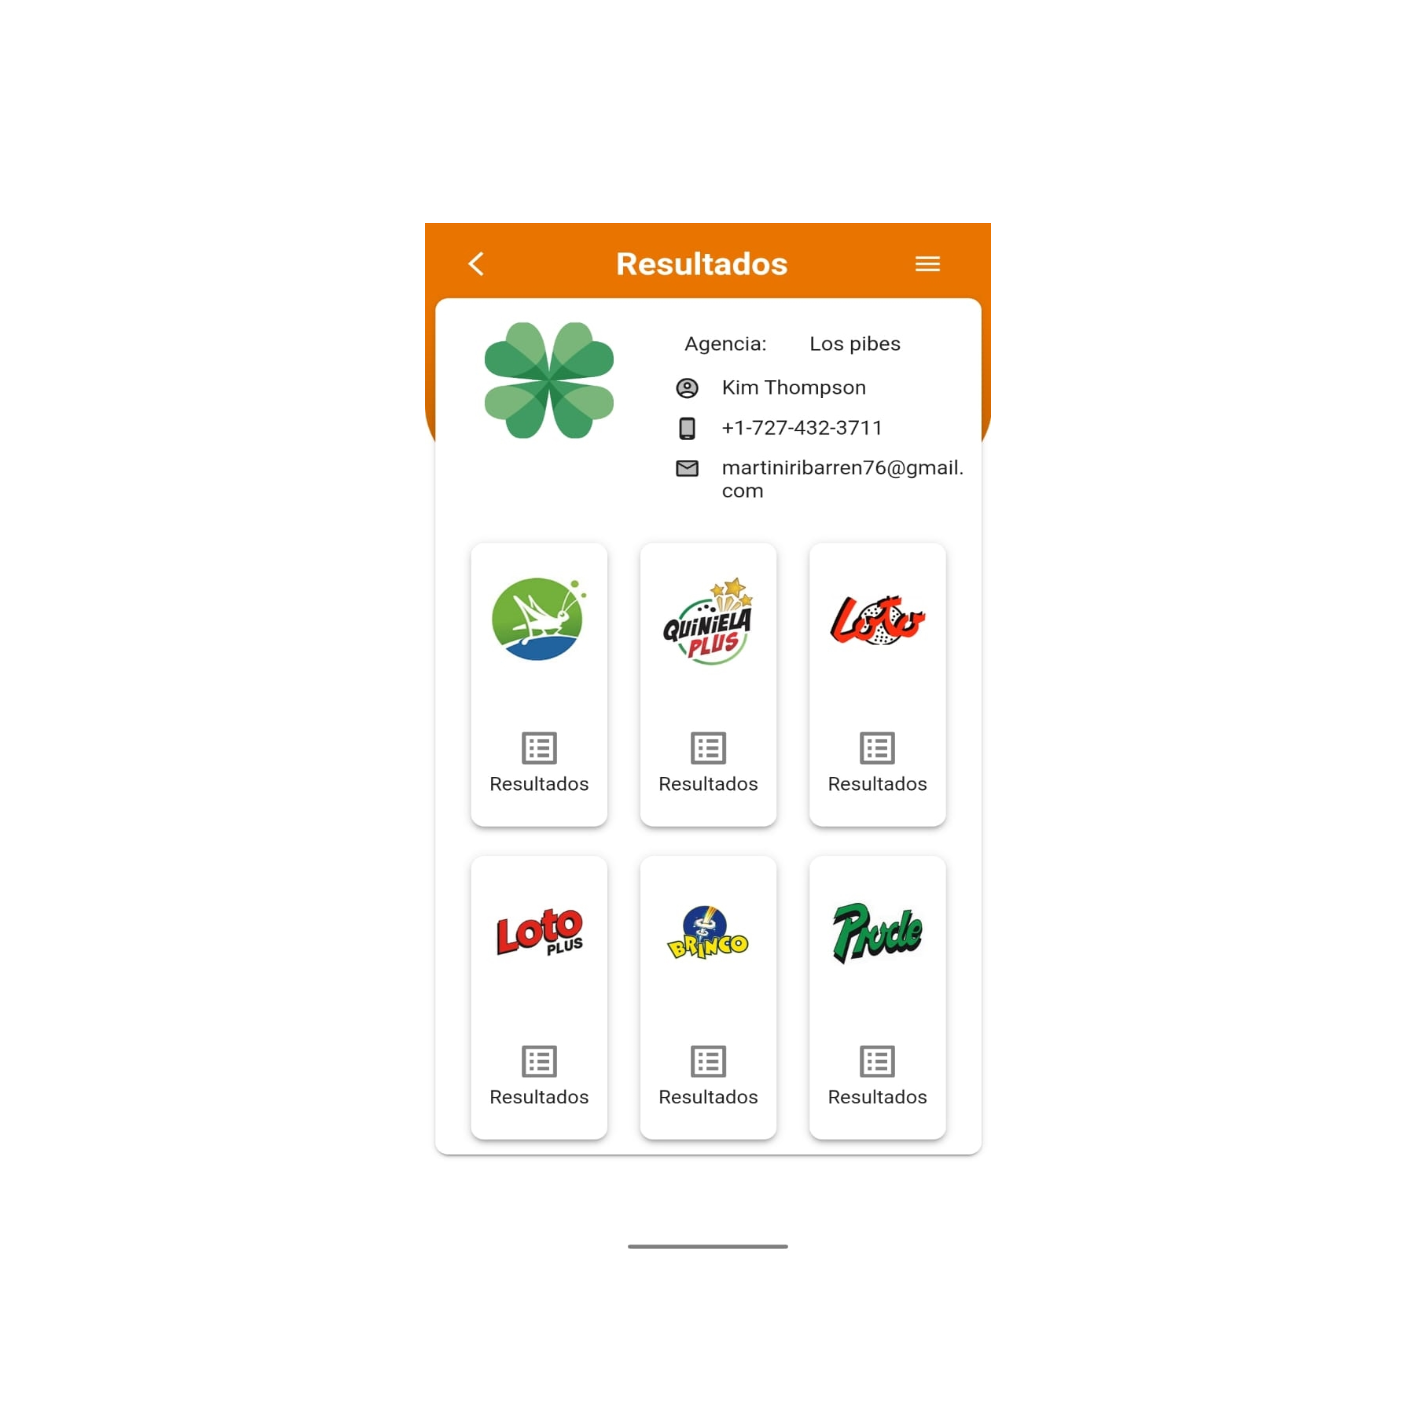 Resultados
Agencia: Los pibes
Kim Thompson
+1-727-432-3711
martiniribarren76@gmail.
com
QUiNiELA
PLUS
Loto
Resultados
Resultados
Resultados
Loto
PLUS
BRiNCO
Prode
Resultados
Resultados
Resultados